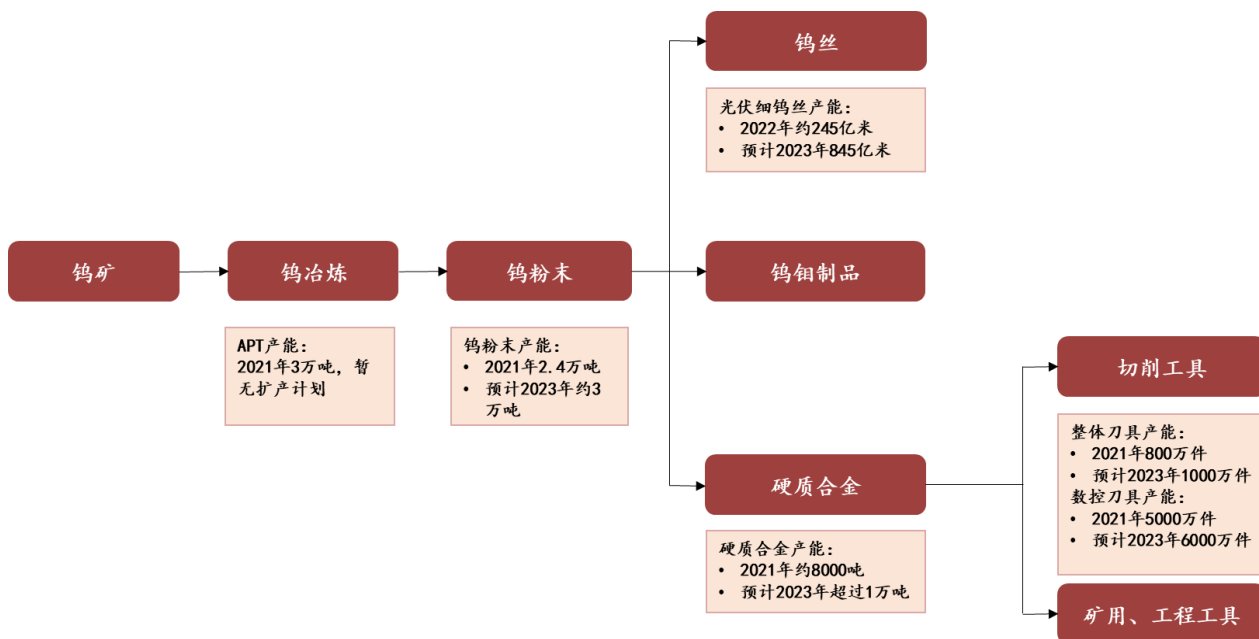 钨丝
光伏细钨丝产能：
• 2022年约245亿米
• 预计2023年845亿米
钨矿
钨冶炼
钨粉末
钨钼制品
APT产能：
2021年3万吨，暂
无扩产计划
钨粉末产能：
• 2021年2.4万吨
• 预计2023年约3
万吨
硬质合金
硬质合金产能：
• 2021年约8000吨
• 预计2023年超过1万吨
切削工具
整体刀具产能：
• 2021年800万件
• 预计2023年1000万件
数控刀具产能：
• 2021年5000万件
• 预计2023年6000万件
矿用、工程工具